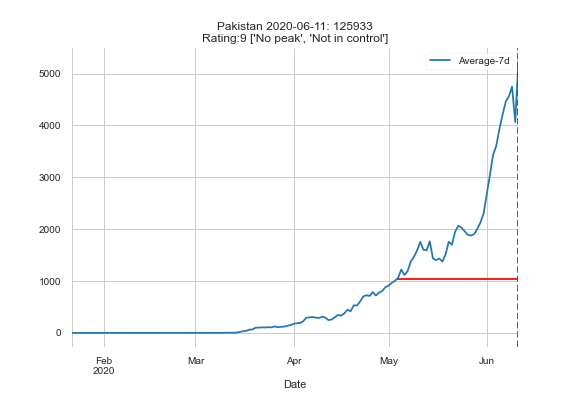 Pakistan 2020-06-11: 125933
Rating:9 ['No peak', 'Not in control']
Average-7d
5000
4000
3000
2000
1000
0
Feb
2020
Mar
Apr
May
Jun
Date